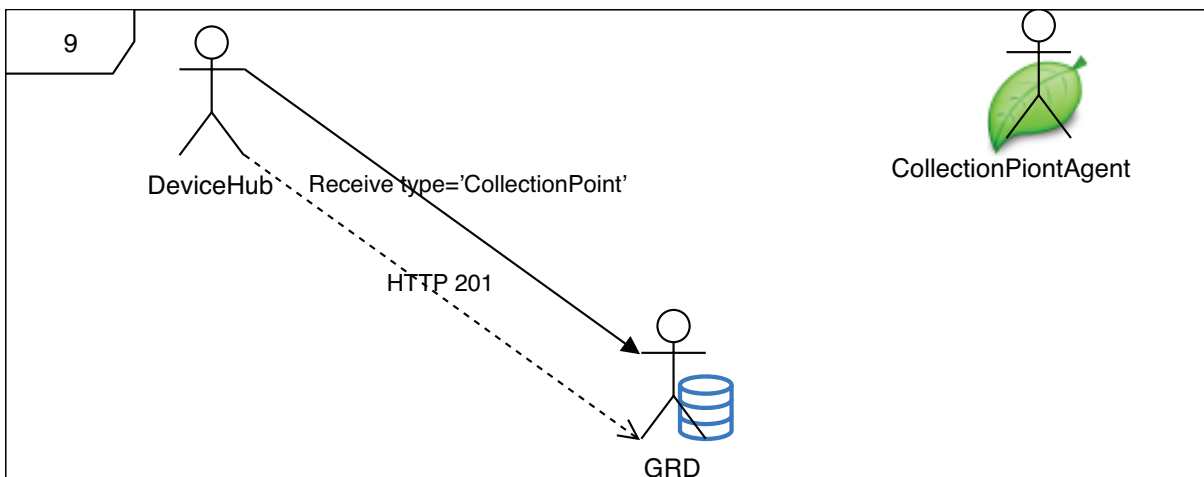 9
DeviceHub
Receive type=’CollectionPoint’
CollectionPiontAgent
HTTP 201
GRD